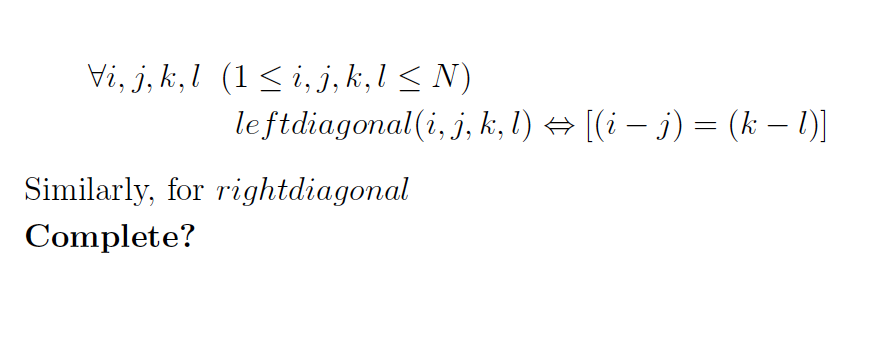 ∀i, j, k, l (1 ≤ i, j, k, l ≤ N)
leftdiagonal(i, j, k, l) ⇔ [(i − j) = (k − l)]
Similarly, for rightdiagonal
Complete?